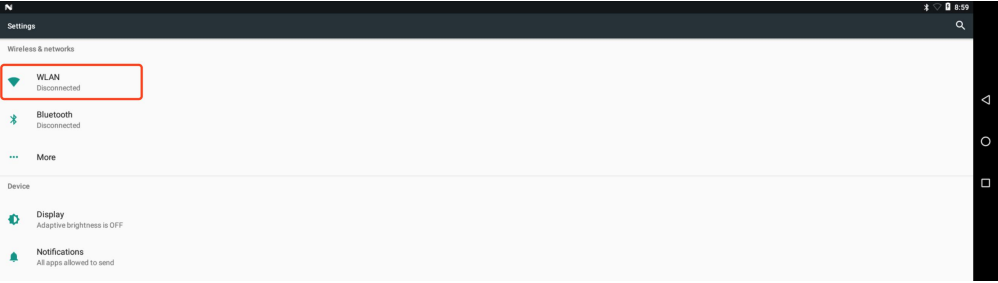 N
8:59
Settings
Wireless & networks
WLAN
Disconnected
Bluetooth
Disconnected
More
Device
Display
Adaptive brightness is OFF
Notifications
All apps allowed to send